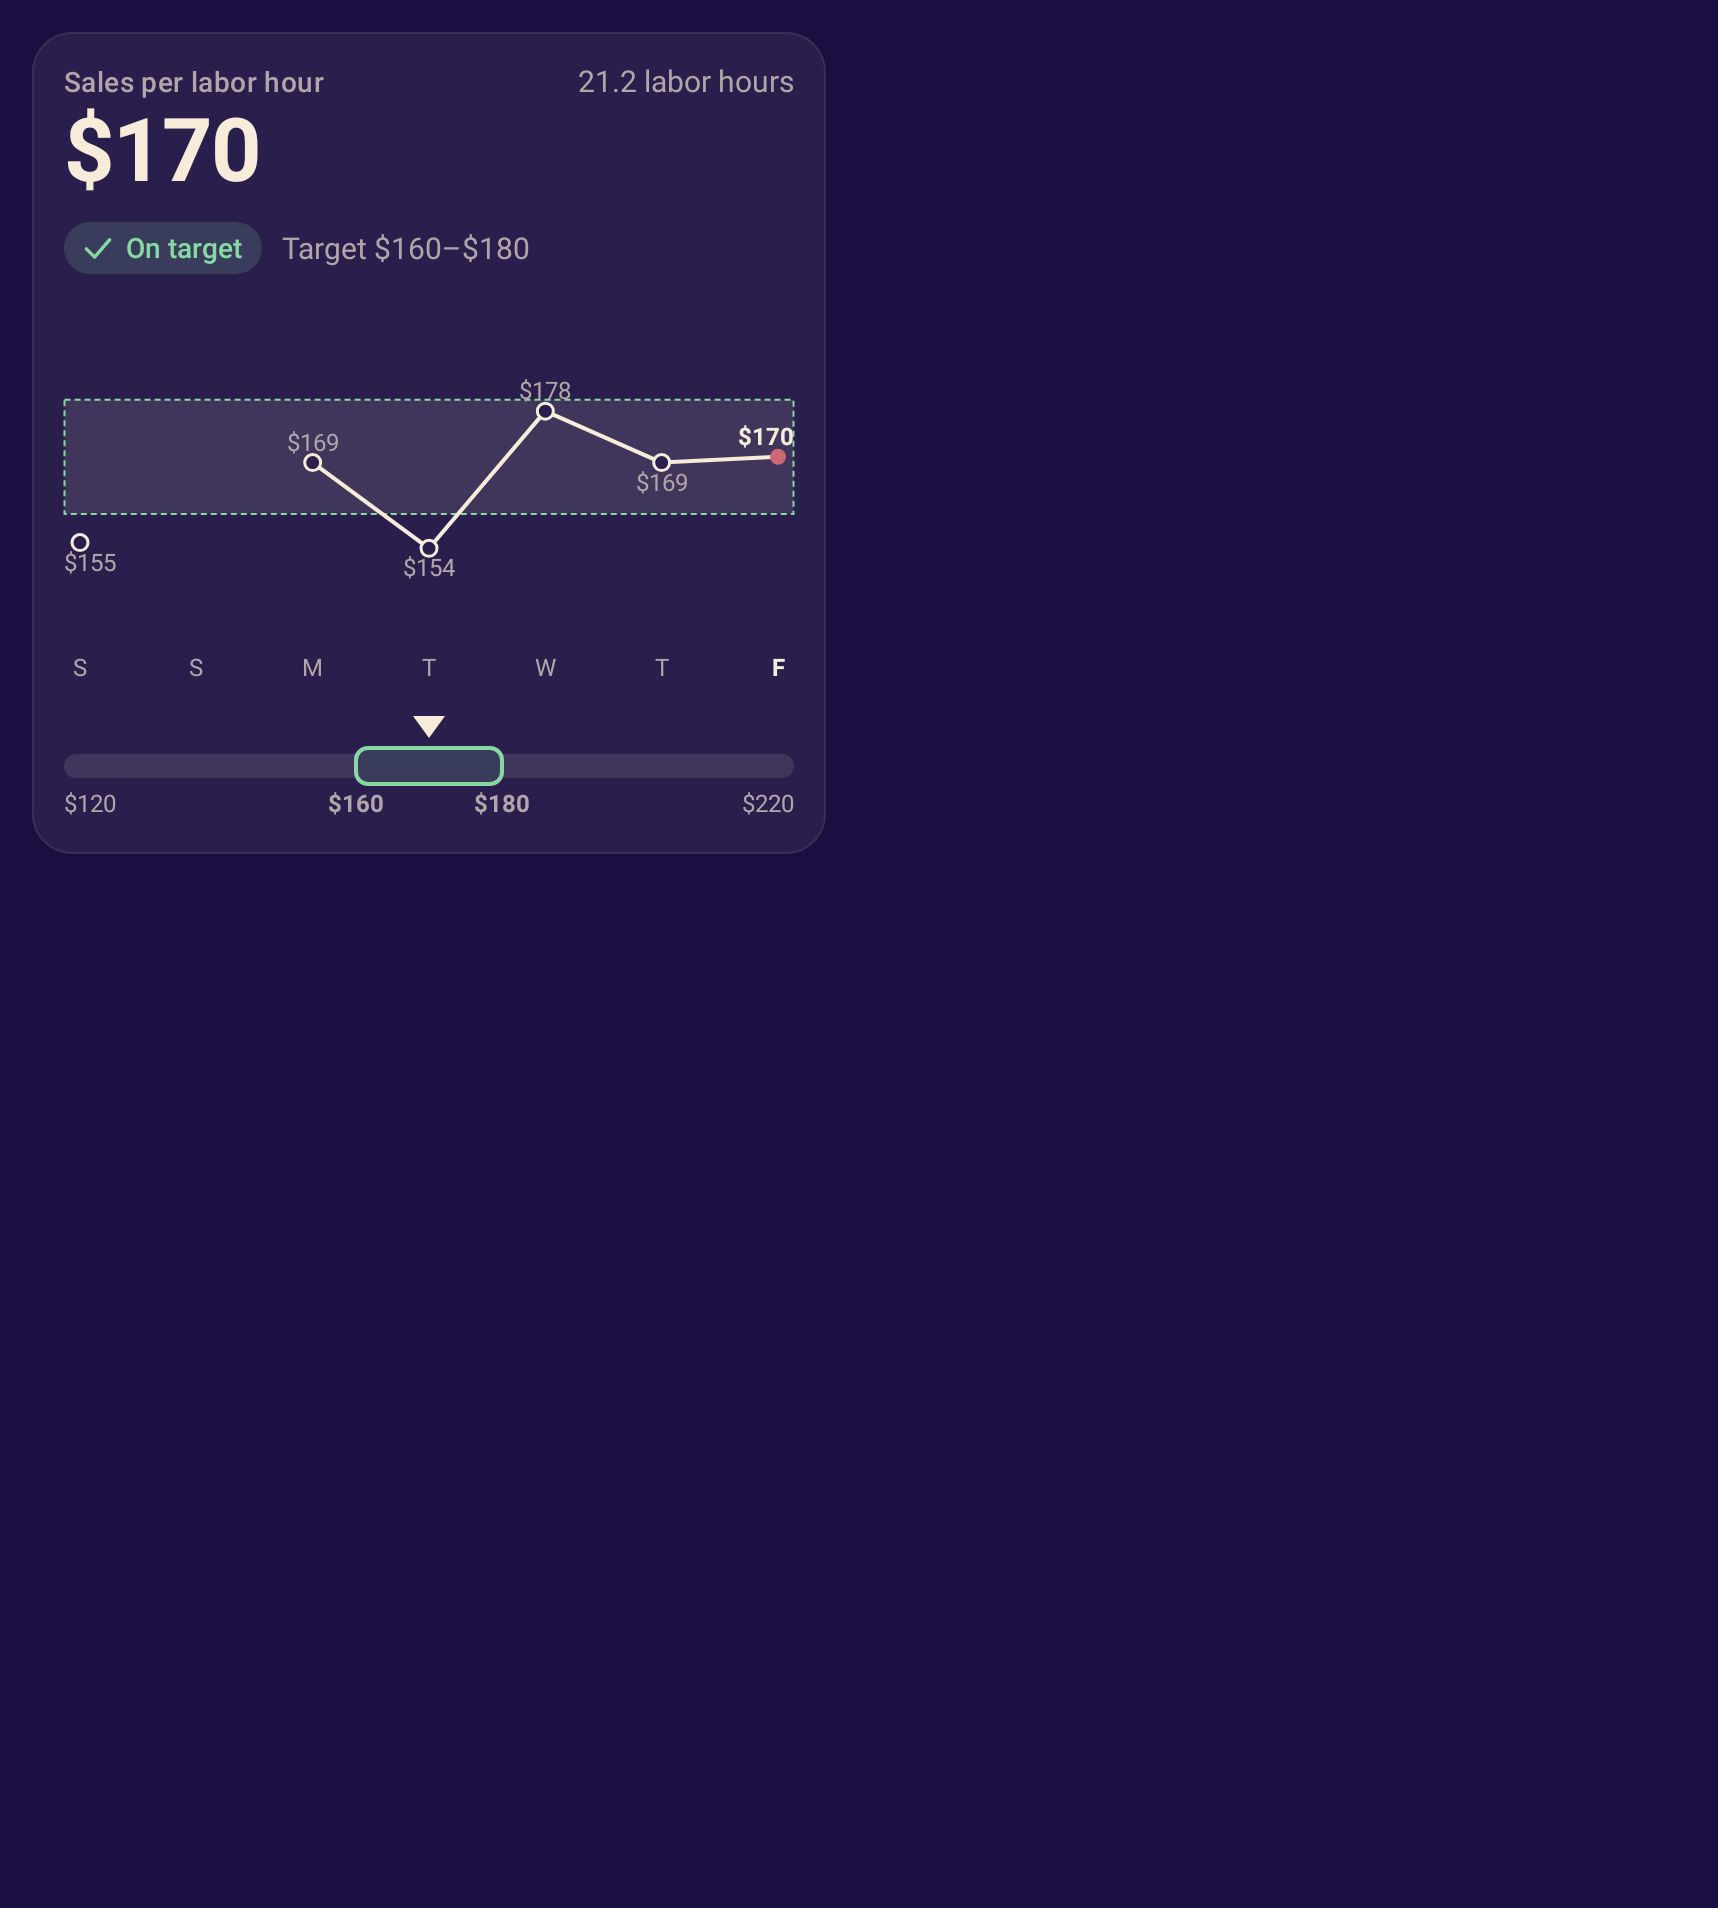 Sales per labor hour
21.2 labor hours
$170
On target
Target $160–$180
$178
$169
$170
$169
$155
$154
S S M T W T F
$120 $160 $180 $220